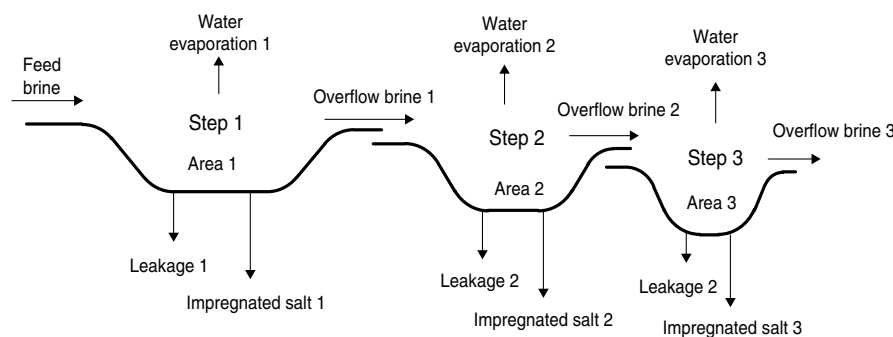 Water
evaporation 1
Water
evaporation 2
Water
evaporation 3
Feed
brine
Overflow brine 1
Overflow brine 2
Overflow brine 3
Step 1
Step 2
Step 3
Area 1
Area 2
Area 3
Leakage 1
Leakage 2
Leakage 2
Impregnated salt 1
Impregnated salt 2
Impregnated salt 3